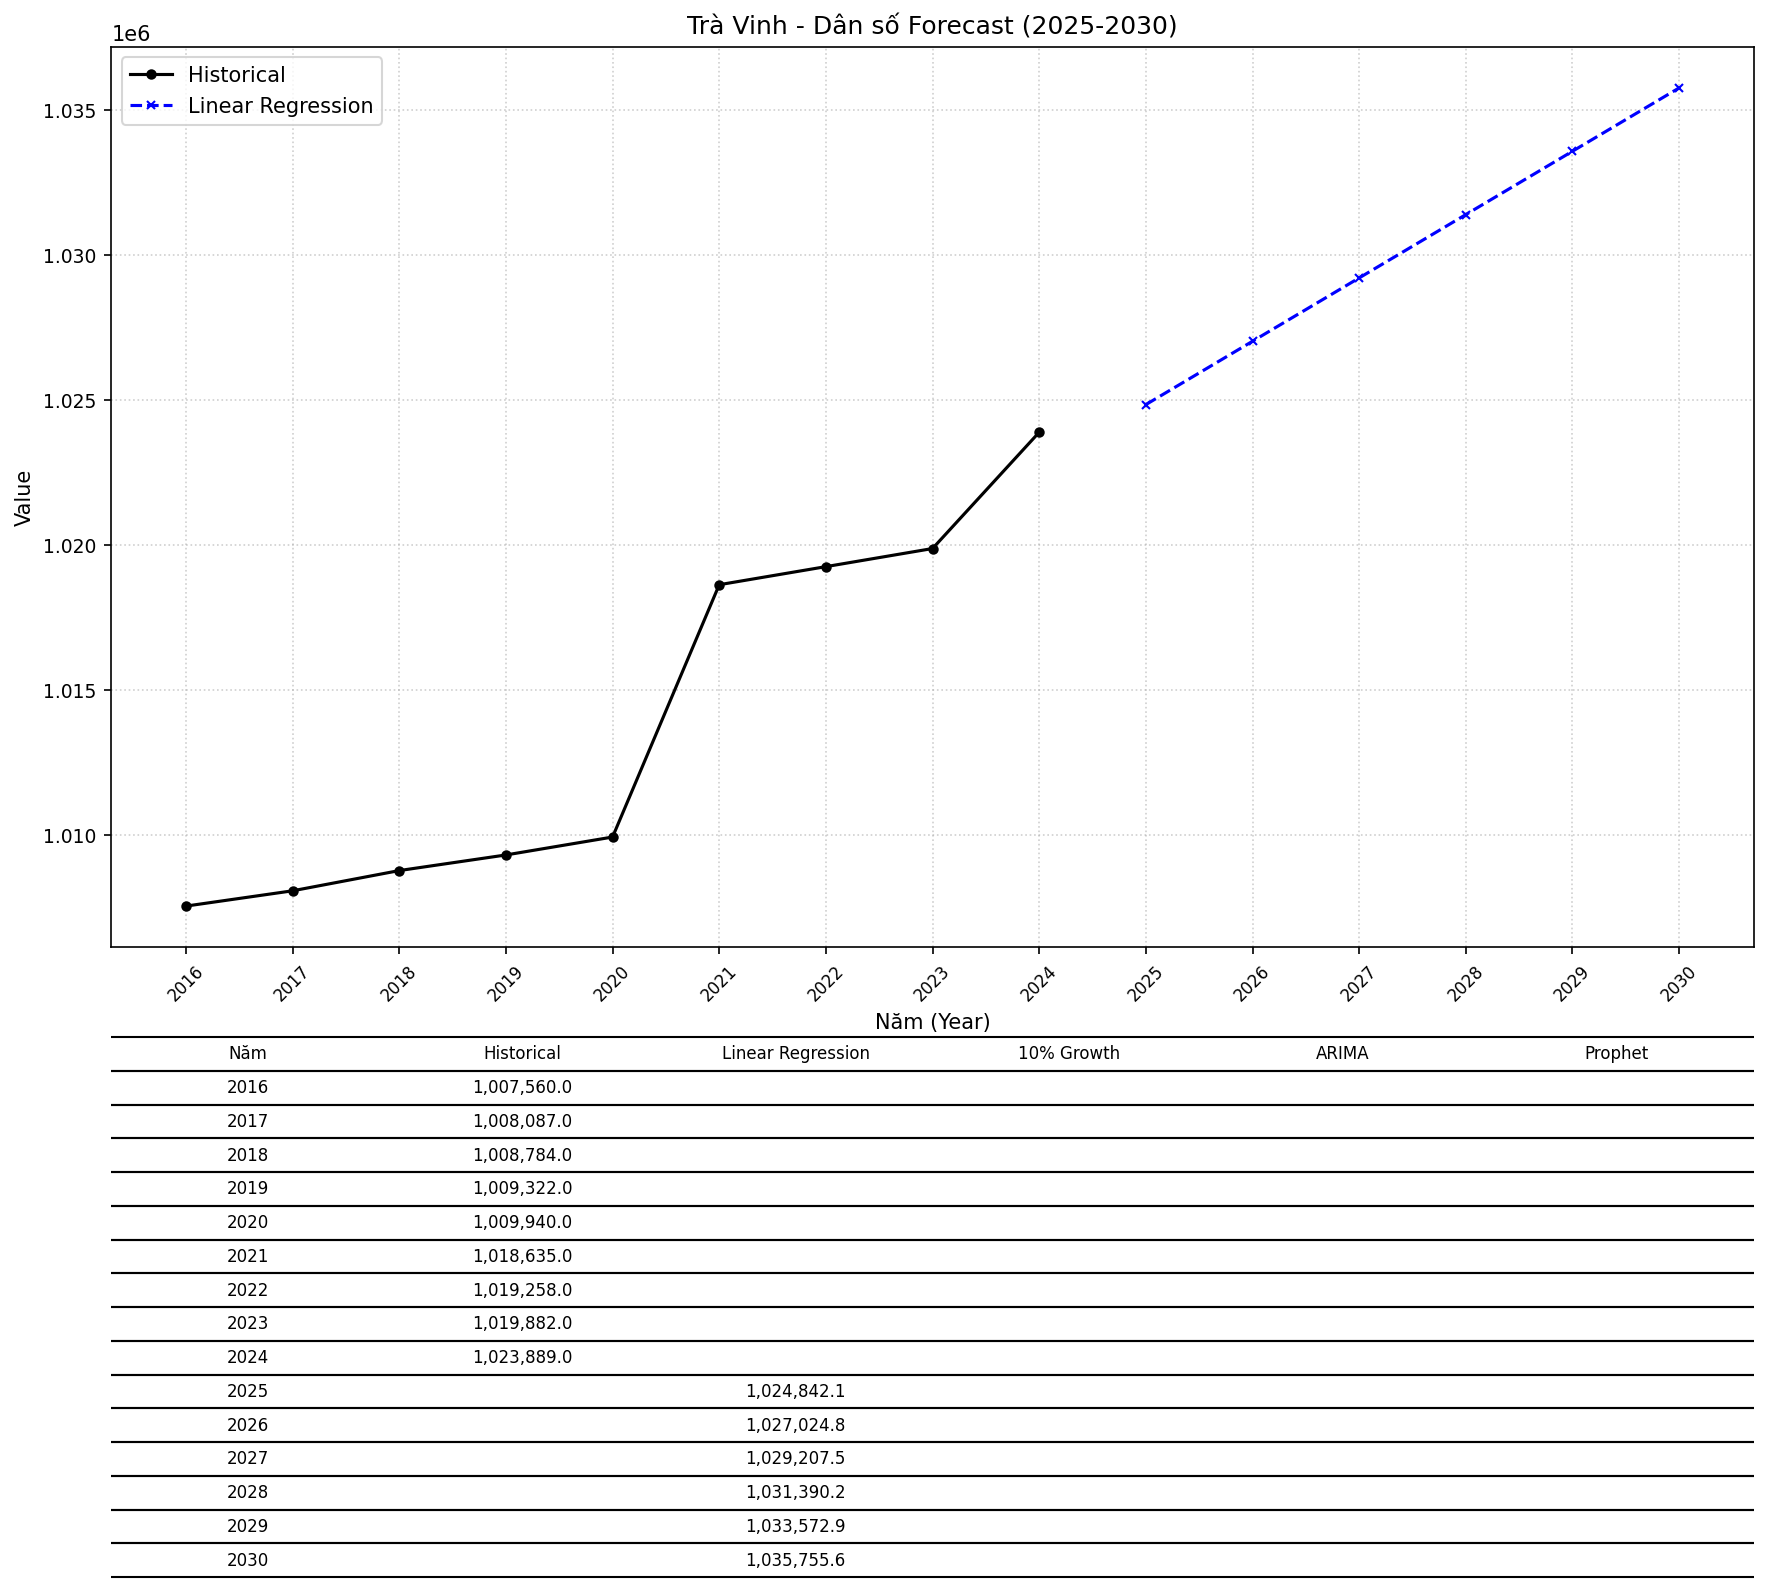 Trà Vinh - Dân số Forecast (2025-2030)
1e6
Historical
Linear Regression
1.035
1.030
1.025
1.020
1.015
1.010
Value
2016 2017 2018 2019 2020 2021 2022 2023 2024 2025 2026 2027 2028 2029 2030
Năm (Year)
Năm Historical Linear Regression 10% Growth ARIMA Prophet
2016 1,007,560.0
2017 1,008,087.0
2018 1,008,784.0
2019 1,009,322.0
2020 1,009,940.0
2021 1,018,635.0
2022 1,019,258.0
2023 1,019,882.0
2024 1,023,889.0
2025 1,024,842.1
2026 1,027,024.8
2027 1,029,207.5
2028 1,031,390.2
2029 1,033,572.9
2030 1,035,755.6